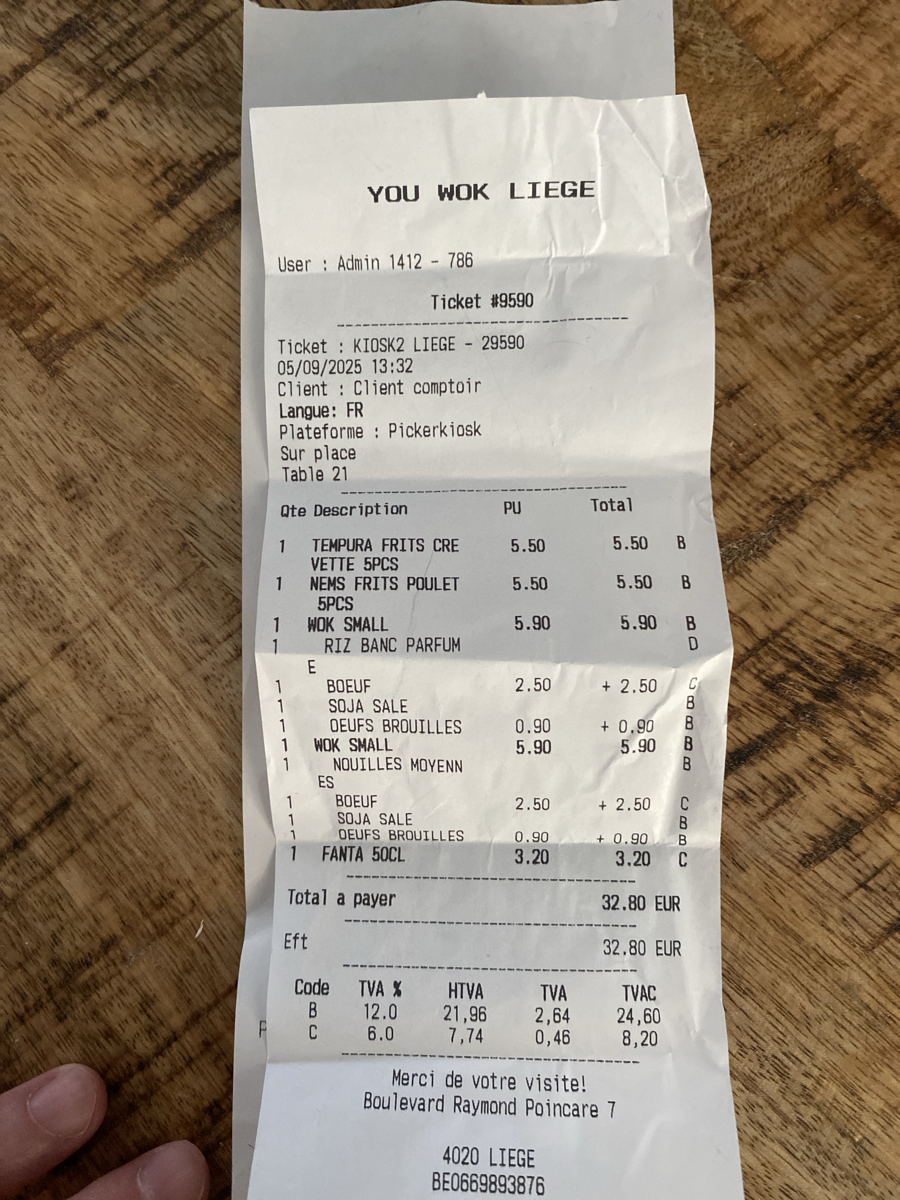 YOU WOK LIEGE
User : Admin 1412 - 786
Ticket #9590
Ticket : KIOSK2 LIEGE - 29590
05/09/2025 13:32
Client : Client comptoir
Langue: FR
Plateforme : Pickerkiosk
Sur place
Table 21
Qte Description PU Total
1 TEMPURA FRITS CRE 5.50 5.50 B
VETTE 5PCS
1 NEMS FRITS POULET 5.50 5.50 B
5PCS
1 WOK SMALL 5.90 5.90 B
1 RIZ BANC PARFUM D
E
1 BOEUF 2.50 + 2.50 C
1 SOJA SALE B
1 OEUFS BROUILLES 0.90 + 0.90 B
1 WOK SMALL 5.90 5.90 B
1 NOUILLES MOYENN B
ES
1 BOEUF 2.50 + 2.50 C
1 SOJA SALE B
1 OEUFS BROUILLES 0.90 + 0.90 B
1 FANTA 50CL 3.20 3.20 C
Total a payer 32.80 EUR
Eft 32.80 EUR
Code TVA % HTVA TVA TVAC
B 12.0 21,96 2,64 24,60
C 6.0 7,74 0,46 8,20
Merci de votre visite!
Boulevard Raymond Poincare 7
4020 LIEGE
BE0669893876